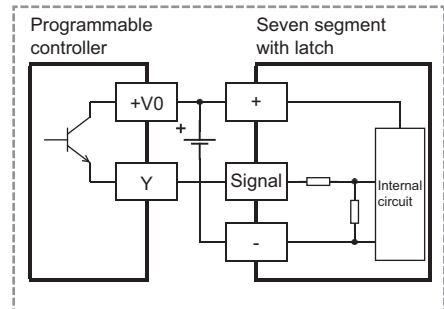 Programmable
controller
Seven segment
with latch
+V0
+
+
Y
Signal
Internal
circuit
-